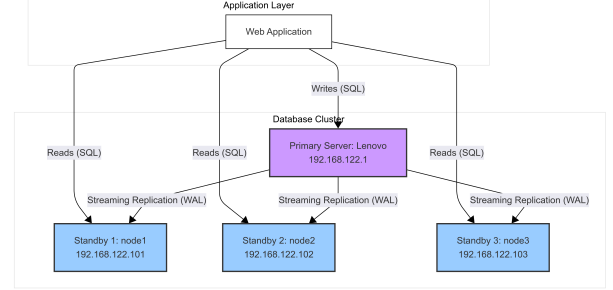 Application Layer
Web Application
Writes (SQL)
Database Cluster
Primary Server: Lenovo
192.168.122.1
Reads (SQL)
Reads (SQL)
Reads (SQL)
Streaming Replication (WAL)
Streaming Replication (WAL)
Streaming Replication (WAL)
Standby 1: node1
192.168.122.101
Standby 2: node2
192.168.122.102
Standby 3: node3
192.168.122.103